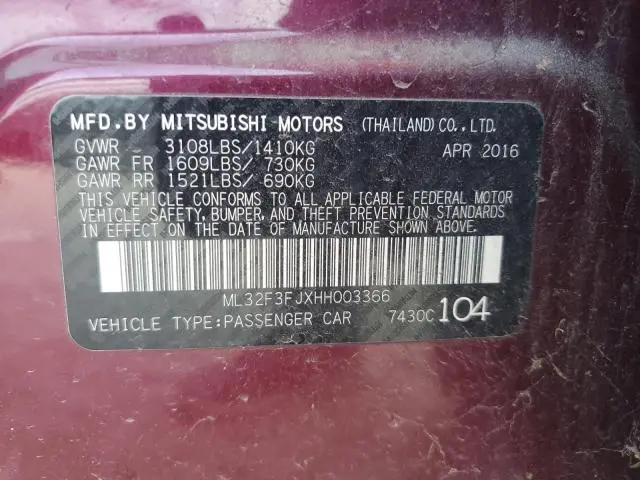 MFD.BY MITSUBISHI MOTORS (THAILAND)CO.,LTD.
GVWR - 3108LBS/1410KG APR 2016
GAWR FR 1609LBS/ 730KG
GAWR RR 1521LBS/ 690KG
THIS VEHICLE CONFORMS TO ALL APPLICABLE FEDERAL MOTOR
VEHICLE SAFETY, BUMPER, AND THEFT PREVENTION STANDARDS
IN EFFECT ON THE DATE OF MANUFACTURE SHOWN ABOVE.
ML32F3FJXHH003366
VEHICLE TYPE:PASSENGER CAR 7430C 104